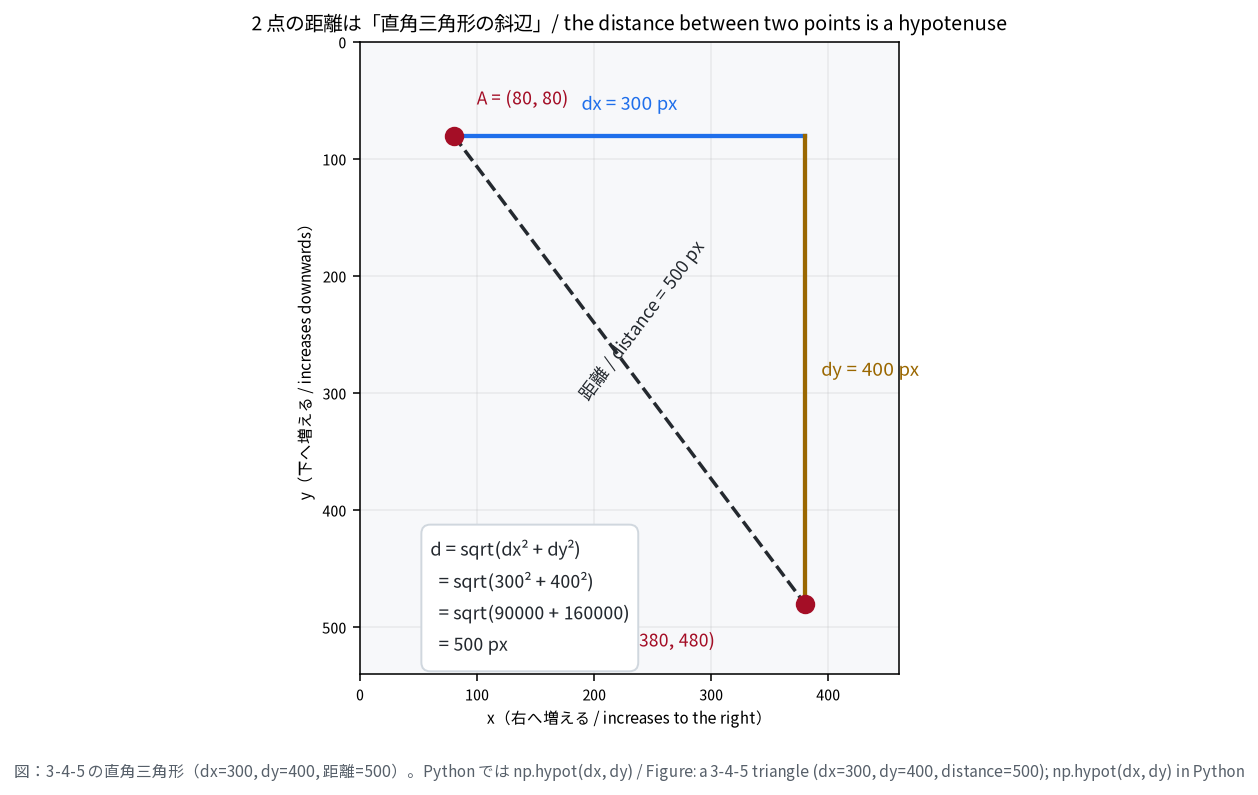 2 点の距離は「直角三角形の斜辺」/ the distance between two points is a hypotenuse
0
A = (80, 80)
dx = 300 px
100
200
距離 / distance = 500 px
dy = 400 px
300
400
500
y（下へ増える / increases downwards）
d = sqrt(dx² + dy²)
= sqrt(300² + 400²)
= sqrt(90000 + 160000)
= 500 px
380, 480)
0 100 200 300 400
x（右へ増える / increases to the right）
図：3-4-5 の直角三角形（dx=300, dy=400, 距離=500）。Python では np.hypot(dx, dy) / Figure: a 3-4-5 triangle (dx=300, dy=400, distance=500); np.hypot(dx, dy) in Python